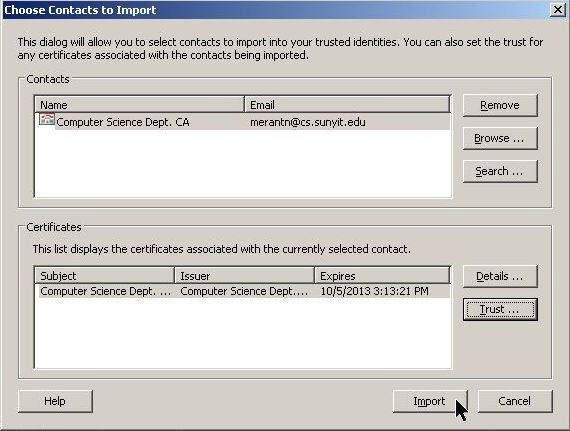 Choose Contacts to Import
This dialog will allow you to select contacts to import into your trusted identities. You can also set the trust for
any certificates associated with the contacts being imported.
Contacts
Name Email
Computer Science Dept. CA merantn@cs.sunyit.edu
Remove
Browse ...
Search ...
Certificates
This list displays the certificates associated with the currently selected contact.
Subject Issuer Expires
Computer Science Dept. ... Computer Science Dept.... 10/5/2013 3:13:21 PM
Details ...
Trust ...
Help Import Cancel